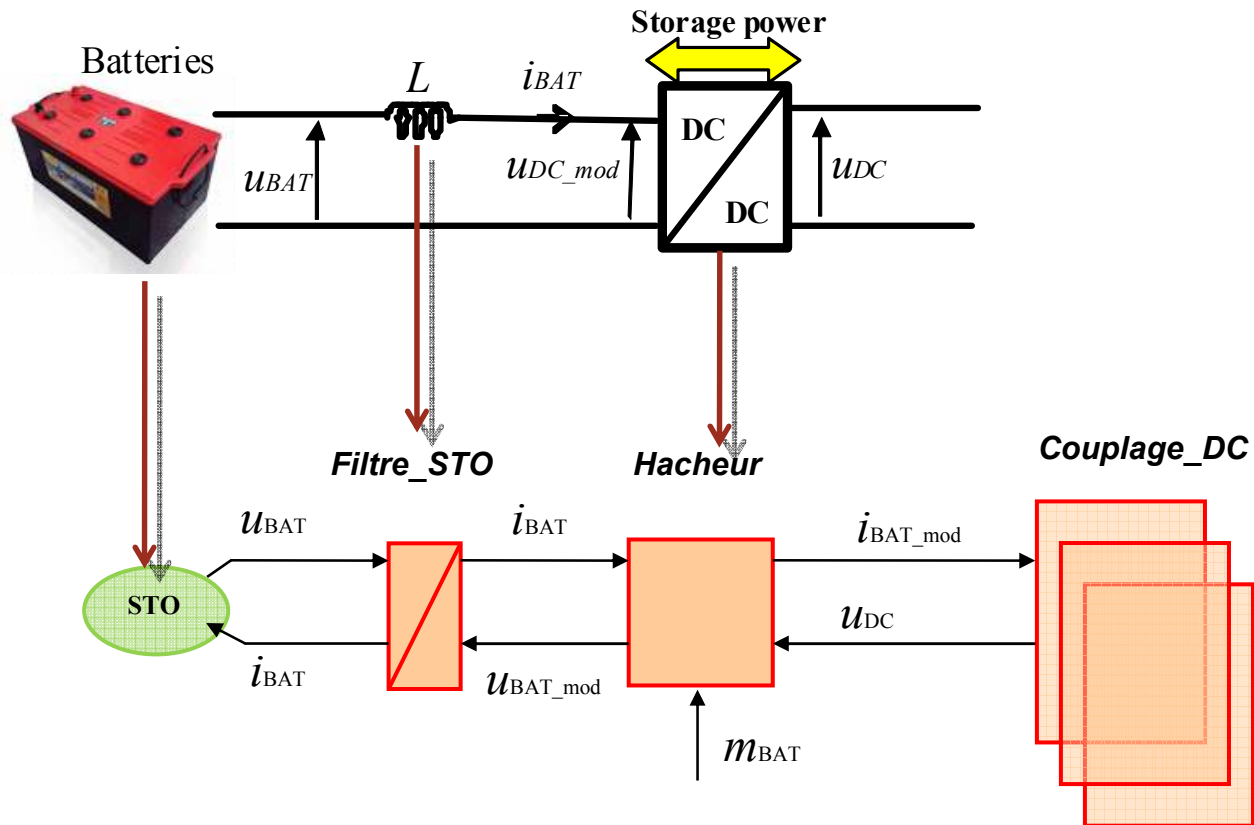 Storage power
Batteries
L
iBAT
DC
DC
uBAT
uDC_mod
uDC
Filtre_STO
Hacheur
Couplage_DC
uBAT
iBAT
iBAT_mod
STO
uDC
iBAT
uBAT_mod
mBAT